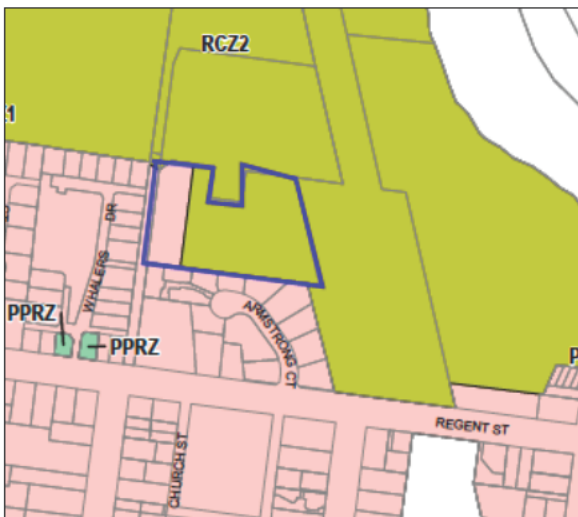 RCZ2
WHALERS DR
PPRZ
PPRZ
ARMSTRONG CT
REGENT ST
CHURCH ST